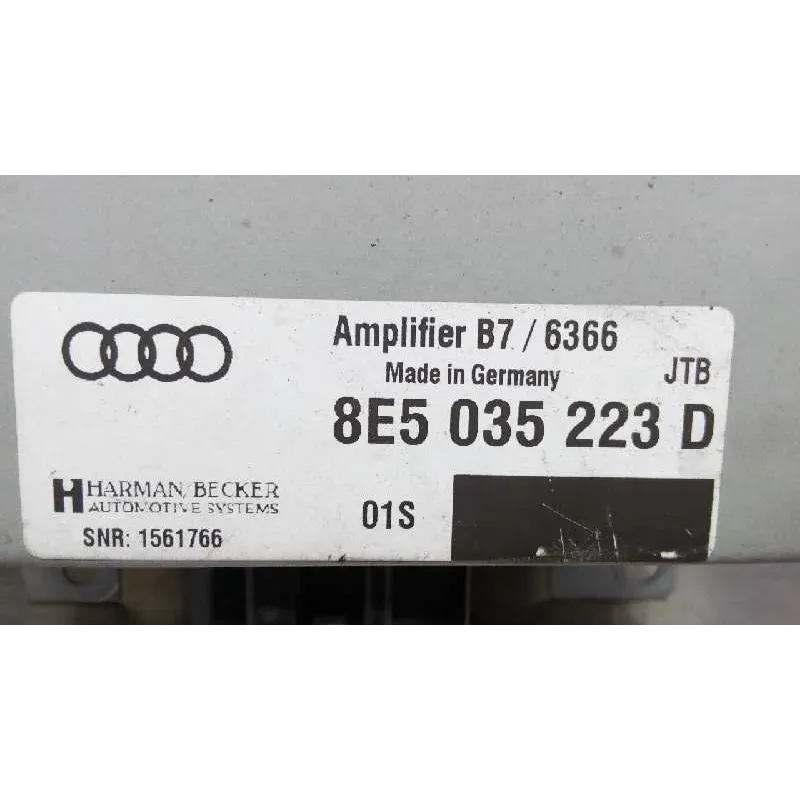 Amplifier B7 / 6366
Made in Germany JTB
8E5 035 223 D
HARMAN/BECKER
AUTOMOTIVE SYSTEMS
01S
SNR: 1561766